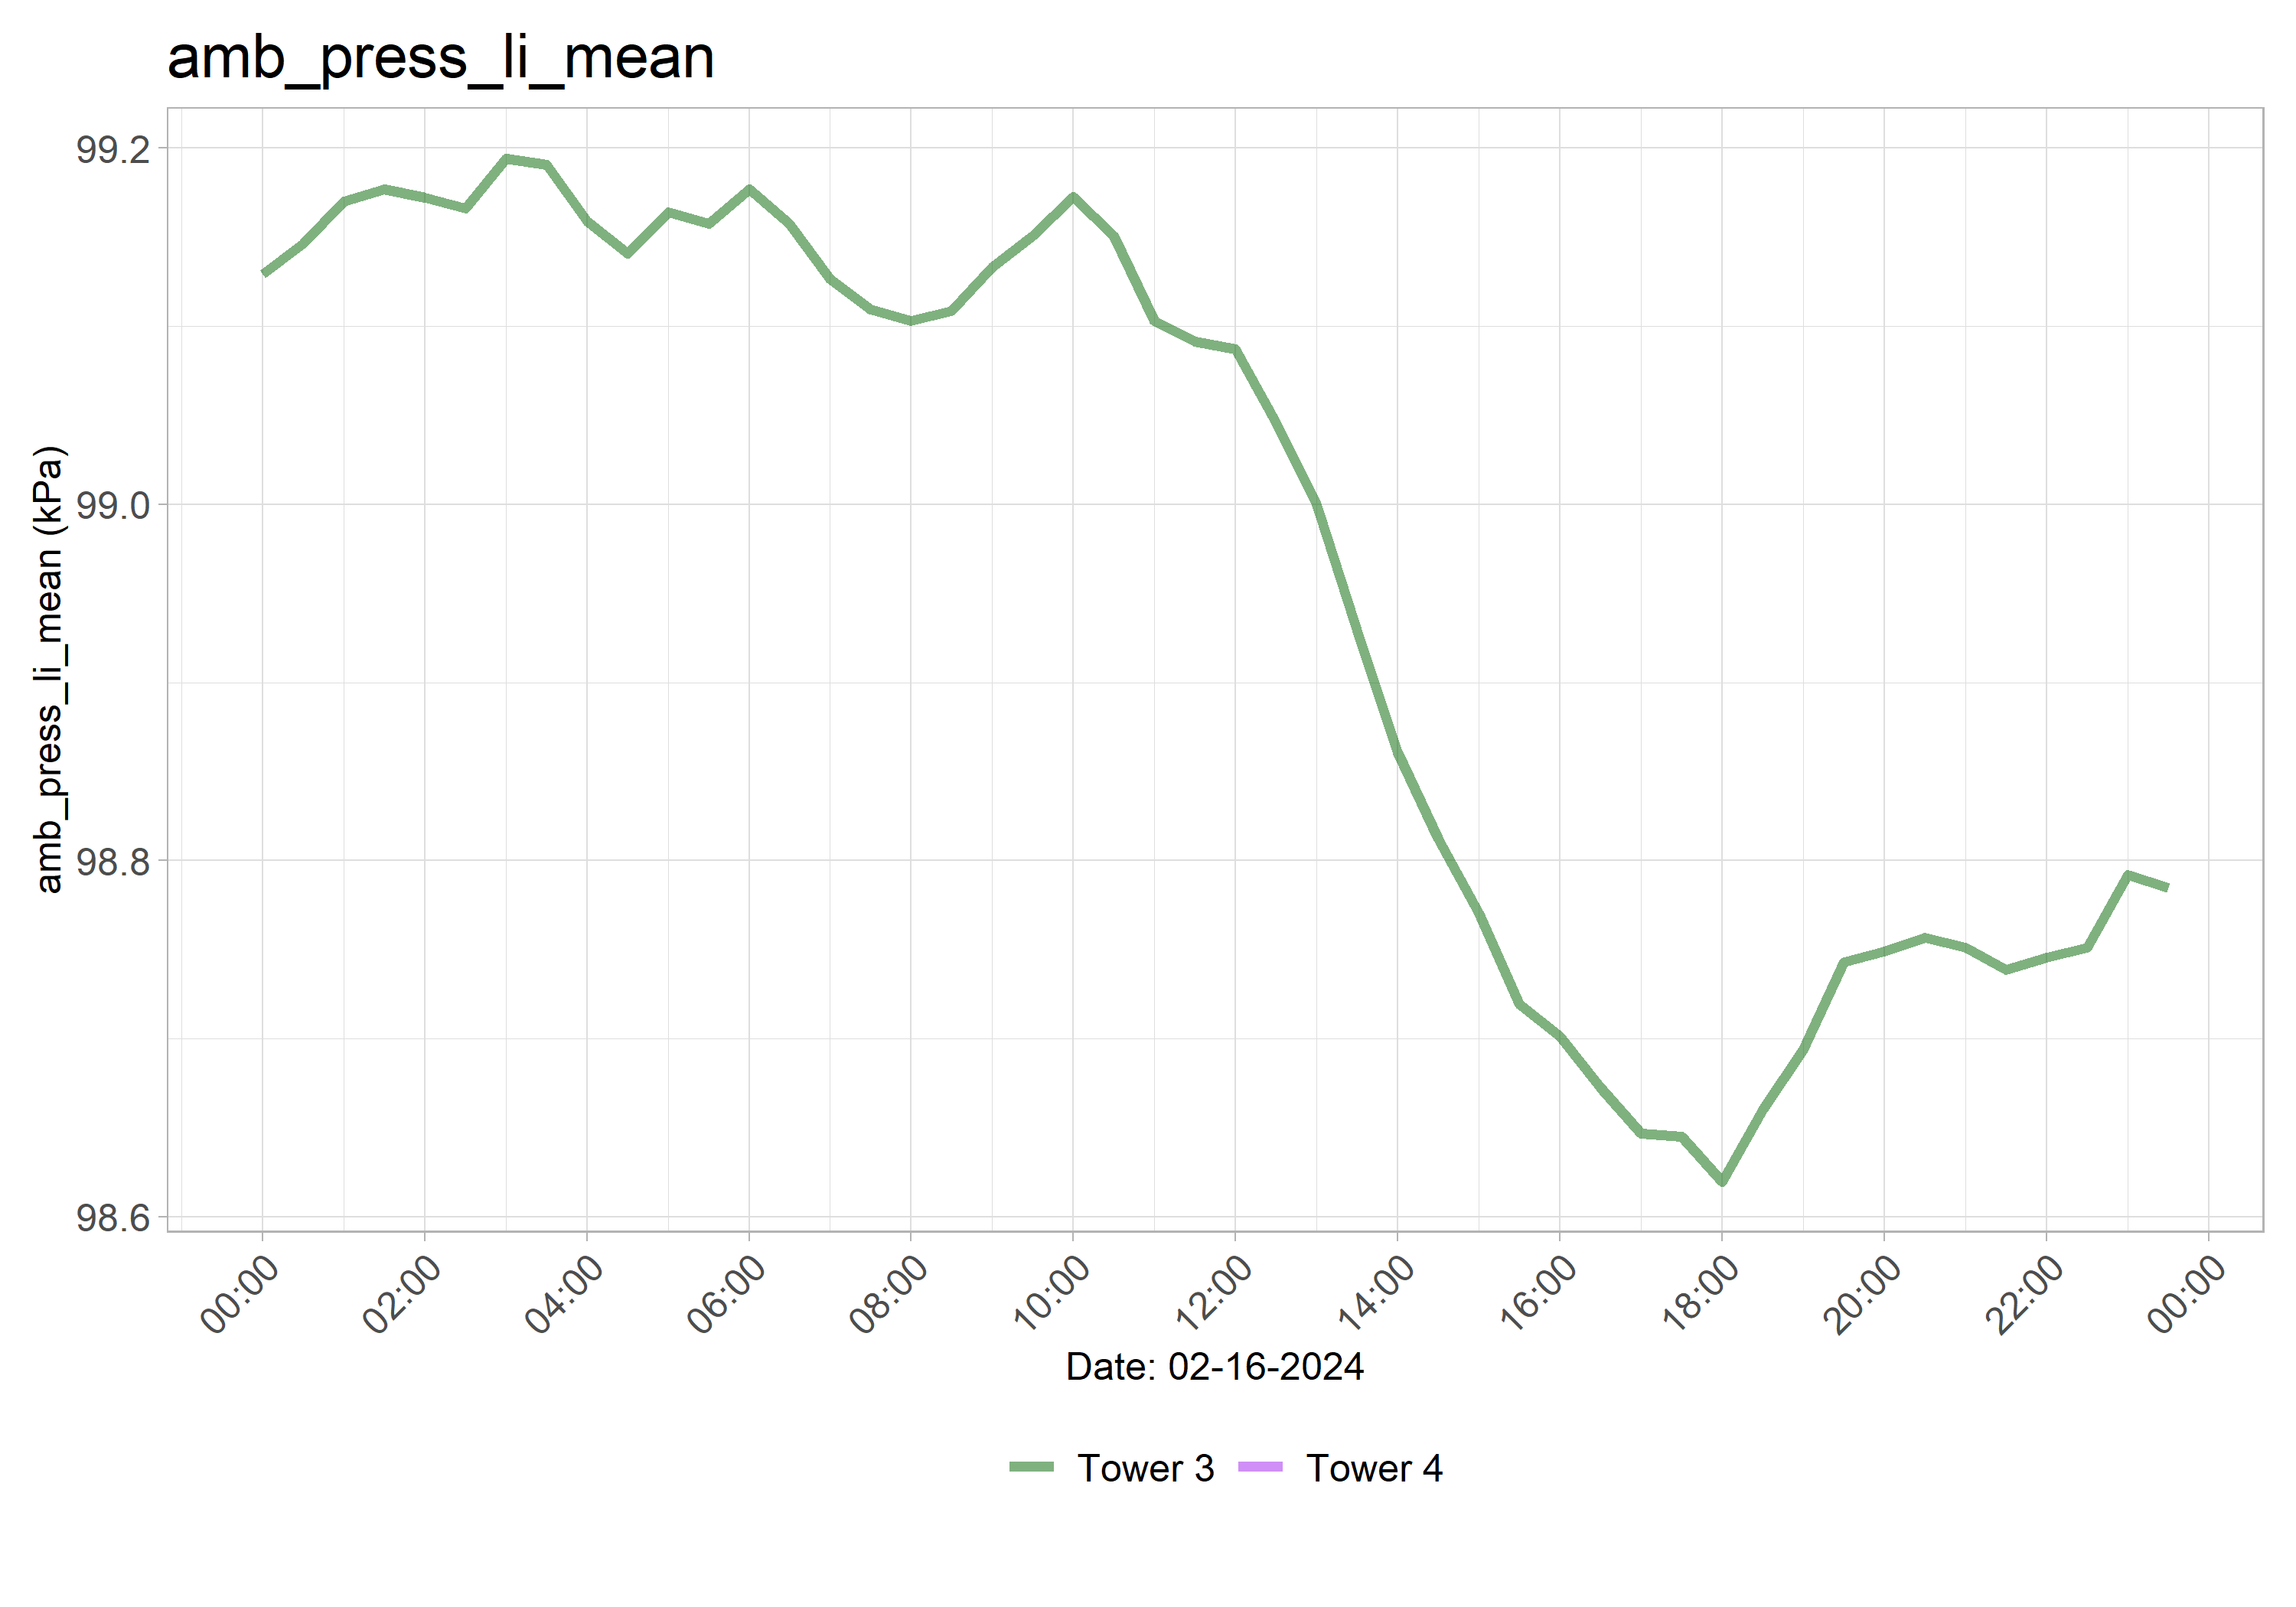 amb_press_li_mean
amb_press_li_mean (kPa)
99.2
99.0
98.8
98.6
00:00 02:00 04:00 06:00 08:00 10:00 12:00 14:00 16:00 18:00 20:00 22:00 00:00
Date: 02-16-2024
Tower 3 Tower 4